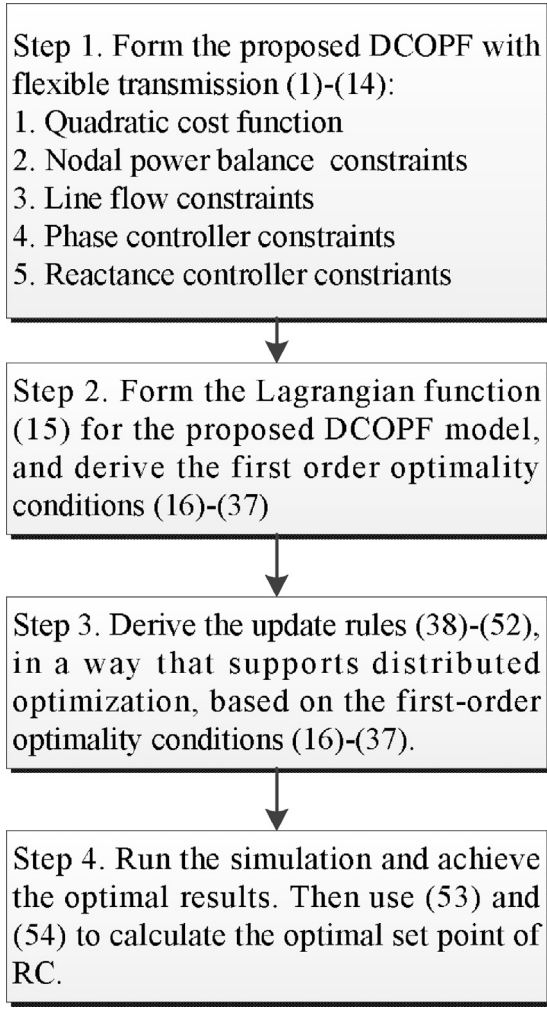 Step 1. Form the proposed DCOPF with
flexible transmission (1)-(14):
1. Quadratic cost function
2. Nodal power balance constraints
3. Line flow constraints
4. Phase controller constraints
5. Reactance controller constriants
Step 2. Form the Lagrangian function
(15) for the proposed DCOPF model,
and derive the first order optimality
conditions (16)-(37)
Step 3. Derive the update rules (38)-(52),
in a way that supports distributed
optimization, based on the first-order
optimality conditions (16)-(37).
Step 4. Run the simulation and achieve
the optimal results. Then use (53) and
(54) to calculate the optimal set point of
RC.